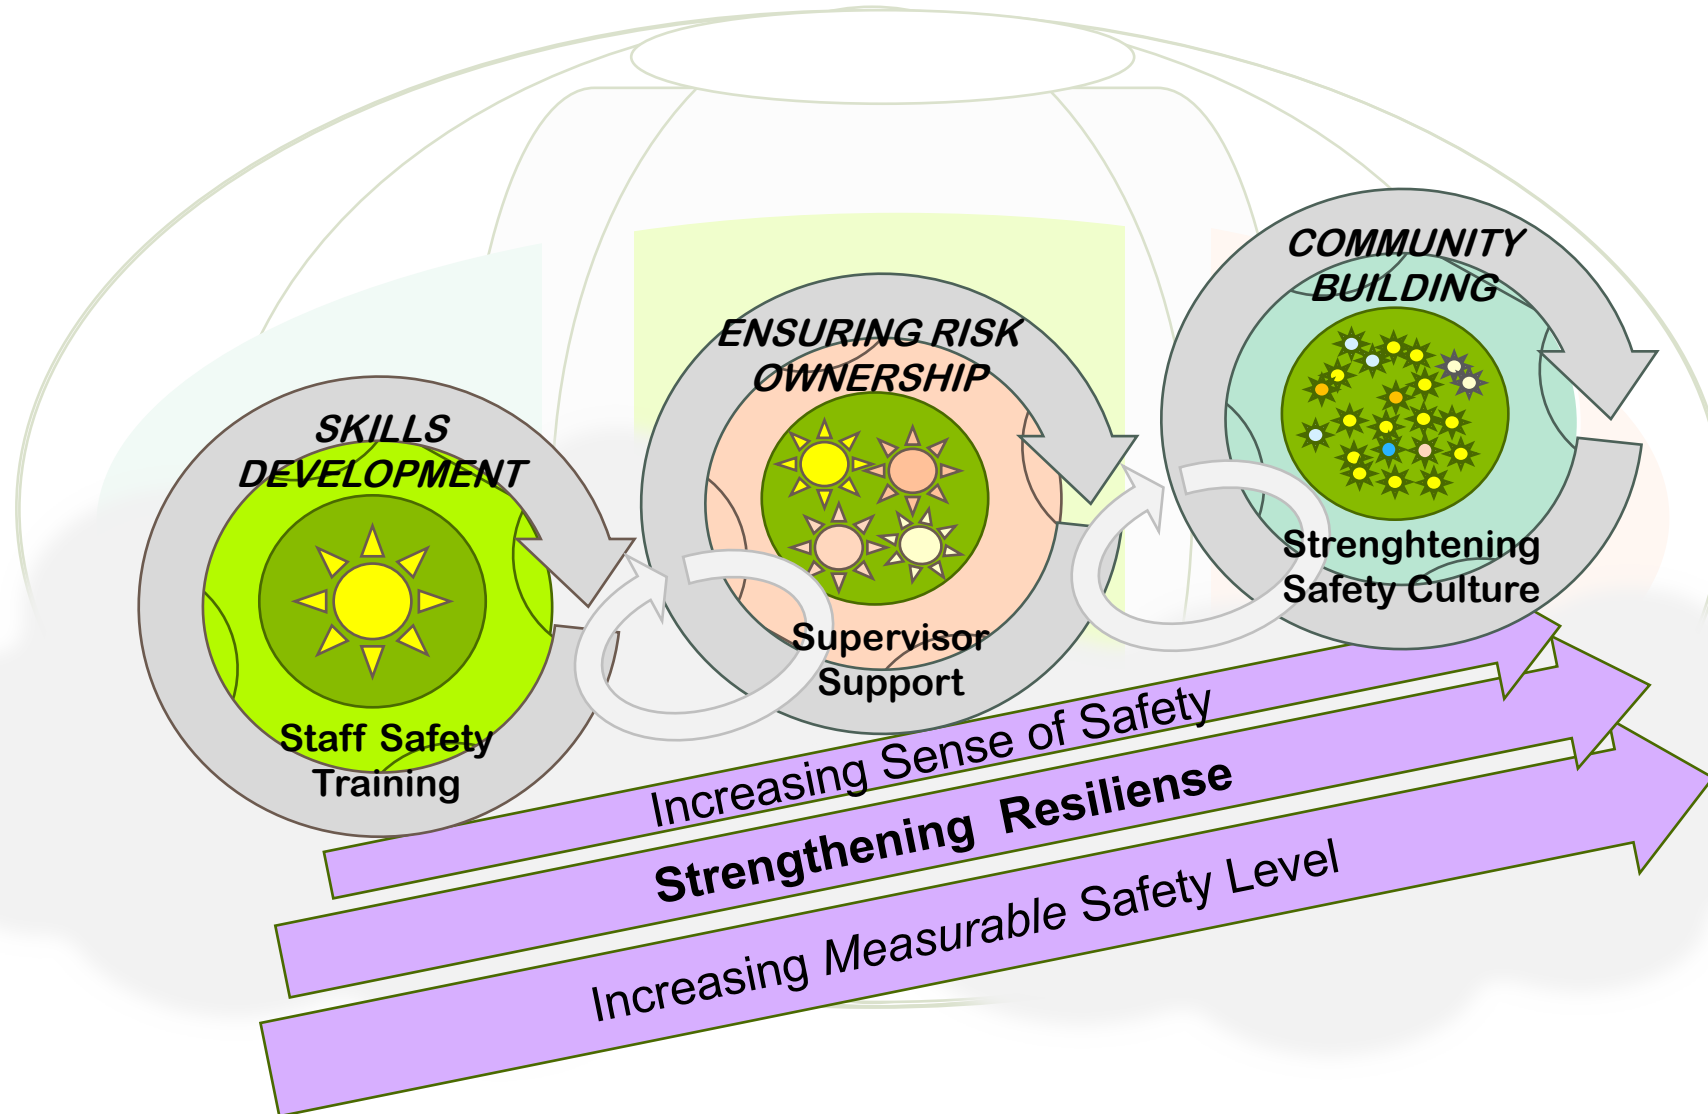 SKILLS
DEVELOPMENT
Staff Safety
Training
ENSURING RISK
OWNERSHIP
Supervisor
Support
COMMUNITY
BUILDING
Strenghtening
Safety Culture
Increasing Sense of Safety
Strengthening Resiliense
Increasing Measurable Safety Level